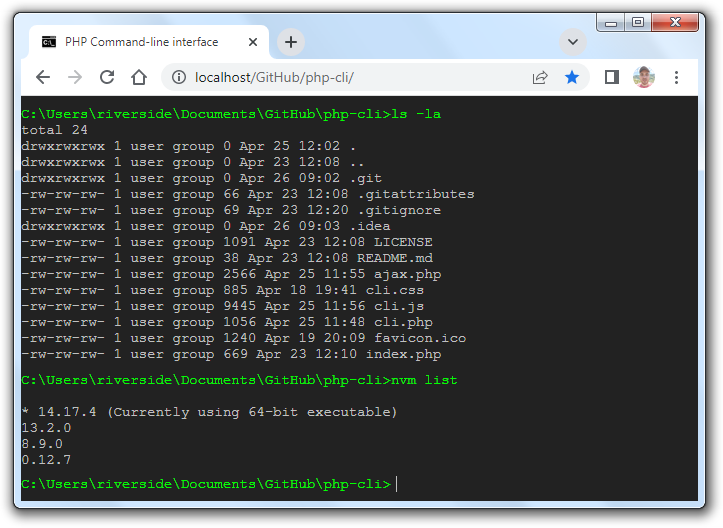 PHP Command-line interface
localhost/GitHub/php-cli/
C:\Users\riverside\Documents\GitHub\php-cli>ls -la
total 24
drwxrwxrwx 1 user group 0 Apr 25 12:02 .
drwxrwxrwx 1 user group 0 Apr 23 12:08 ..
drwxrwxrwx 1 user group 0 Apr 26 09:02 .git
-rw-rw-rw- 1 user group 66 Apr 23 12:08 .gitattributes
-rw-rw-rw- 1 user group 69 Apr 23 12:20 .gitignore
drwxrwxrwx 1 user group 0 Apr 26 09:03 .idea
-rw-rw-rw- 1 user group 1091 Apr 23 12:08 LICENSE
-rw-rw-rw- 1 user group 38 Apr 23 12:08 README.md
-rw-rw-rw- 1 user group 2566 Apr 25 11:55 ajax.php
-rw-rw-rw- 1 user group 885 Apr 18 19:41 cli.css
-rw-rw-rw- 1 user group 9445 Apr 25 11:56 cli.js
-rw-rw-rw- 1 user group 1056 Apr 25 11:48 cli.php
-rw-rw-rw- 1 user group 1240 Apr 19 20:09 favicon.ico
-rw-rw-rw- 1 user group 669 Apr 23 12:10 index.php
C:\Users\riverside\Documents\GitHub\php-cli>nvm list
* 14.17.4 (Currently using 64-bit executable)
13.2.0
8.9.0
0.12.7
C:\Users\riverside\Documents\GitHub\php-cli>